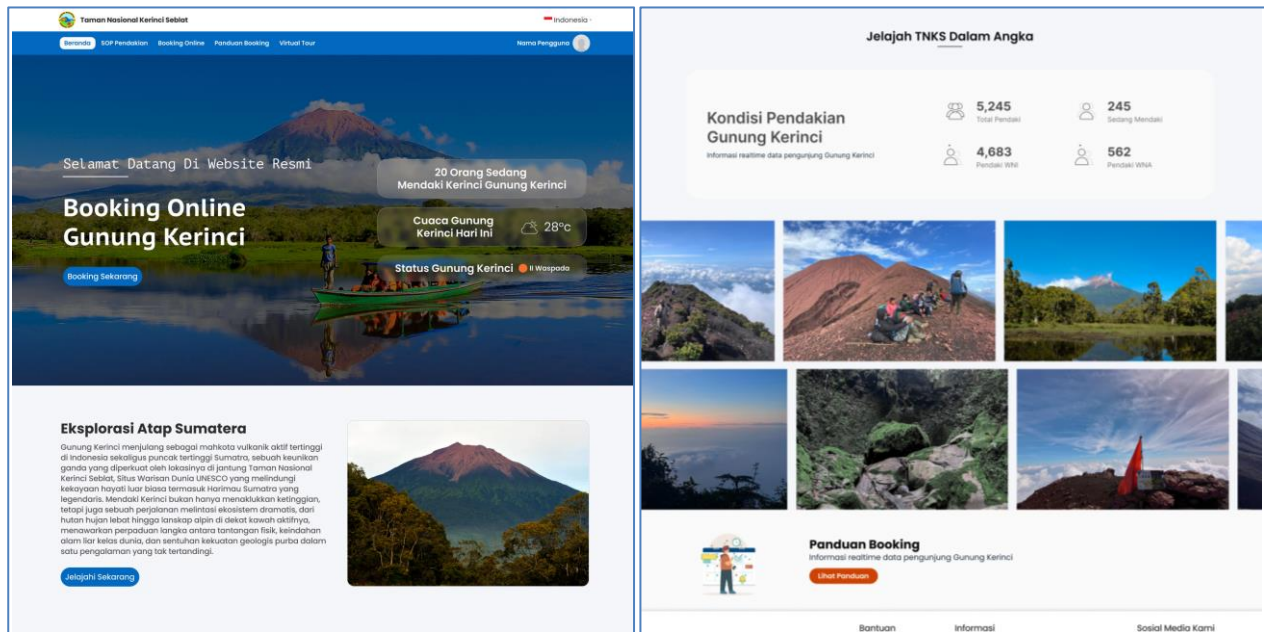 Taman Nasional Kerinci Seblat
Indonesia
Beranda SOP Pendakian Booking Online Panduan Booking Virtual Tour
Nama Pengguna
Selamat Datang Di Website Resmi
Booking Online
Gunung Kerinci
Booking Sekarang
20 Orang Sedang
Mendaki Kerinci Gunung Kerinci
Cuaca Gunung
Kerinci Hari Ini
28°c
Status Gunung Kerinci
II Waspada
Eksplorasi Atap Sumatera
Gunung Kerinci menjulang sebagai mahkota vulkanik aktif tertinggi
di Indonesia sekaligus puncak tertinggi Sumatra, sebuah keunikan
ganda yang diperkuat oleh lokasinya di jantung Taman Nasional
Kerinci Seblat, Situs Warisan Dunia UNESCO yang melindungi
kekayaan hayati luar biasa termasuk Harimau Sumatra yang
legendaris. Mendaki Kerinci bukan hanya menaklukkan ketinggian,
tetapi juga sebuah perjalanan melintasi ekosistem dramatis, dari
hutan hujan lebat hingga lanskap alpin di dekat kawah aktifnya,
menawarkan perpaduan langka antara tantangan fisik, keindahan
alam liar kelas dunia, dan sentuhan kekuatan geologis purba dalam
satu pengalaman yang tak tertandingi.
Jelajahi Sekarang
Jelajah TNKS Dalam Angka
Kondisi Pendakian
Gunung Kerinci
Informasi realtime data pengunjung Gunung Kerinci
5,245
Total Pendaki
245
Sedang Mendaki
4,683
Pendaki WNI
562
Pendaki WNA
Panduan Booking
Informasi realtime data pengunjung Gunung Kerinci
Lihat Panduan
Bantuan
Informasi
Sosial Media Kami